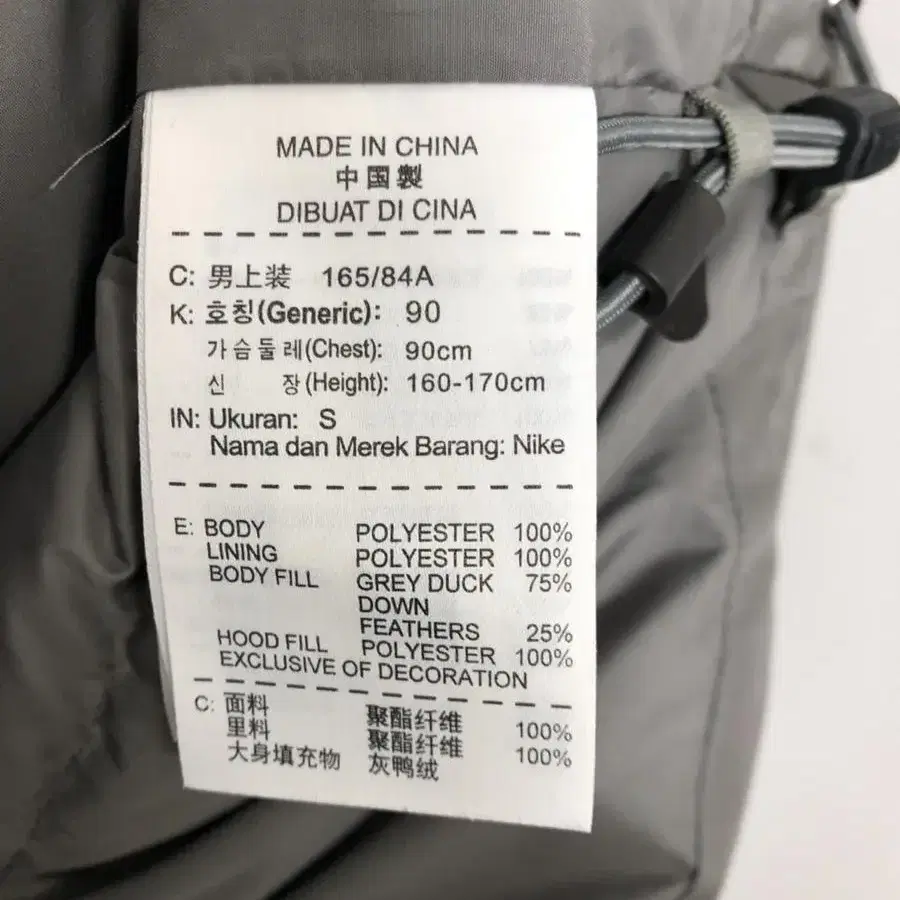 MADE IN CHINA
中国製
DIBUAT DI CINA
C: 男上装 165/84A
K: 호칭(Generic): 90
가슴둘레(Chest): 90cm
신 장(Height): 160-170cm
IN: Ukuran: S
Nama dan Merek Barang: Nike
E: BODY POLYESTER 100%
LINING POLYESTER 100%
BODY FILL GREY DUCK 75%
DOWN
FEATHERS 25%
HOOD FILL POLYESTER 100%
EXCLUSIVE OF DECORATION
C: 面料 聚酯纤维 100%
里料 聚酯纤维 100%
大身填充物 灰鸭绒